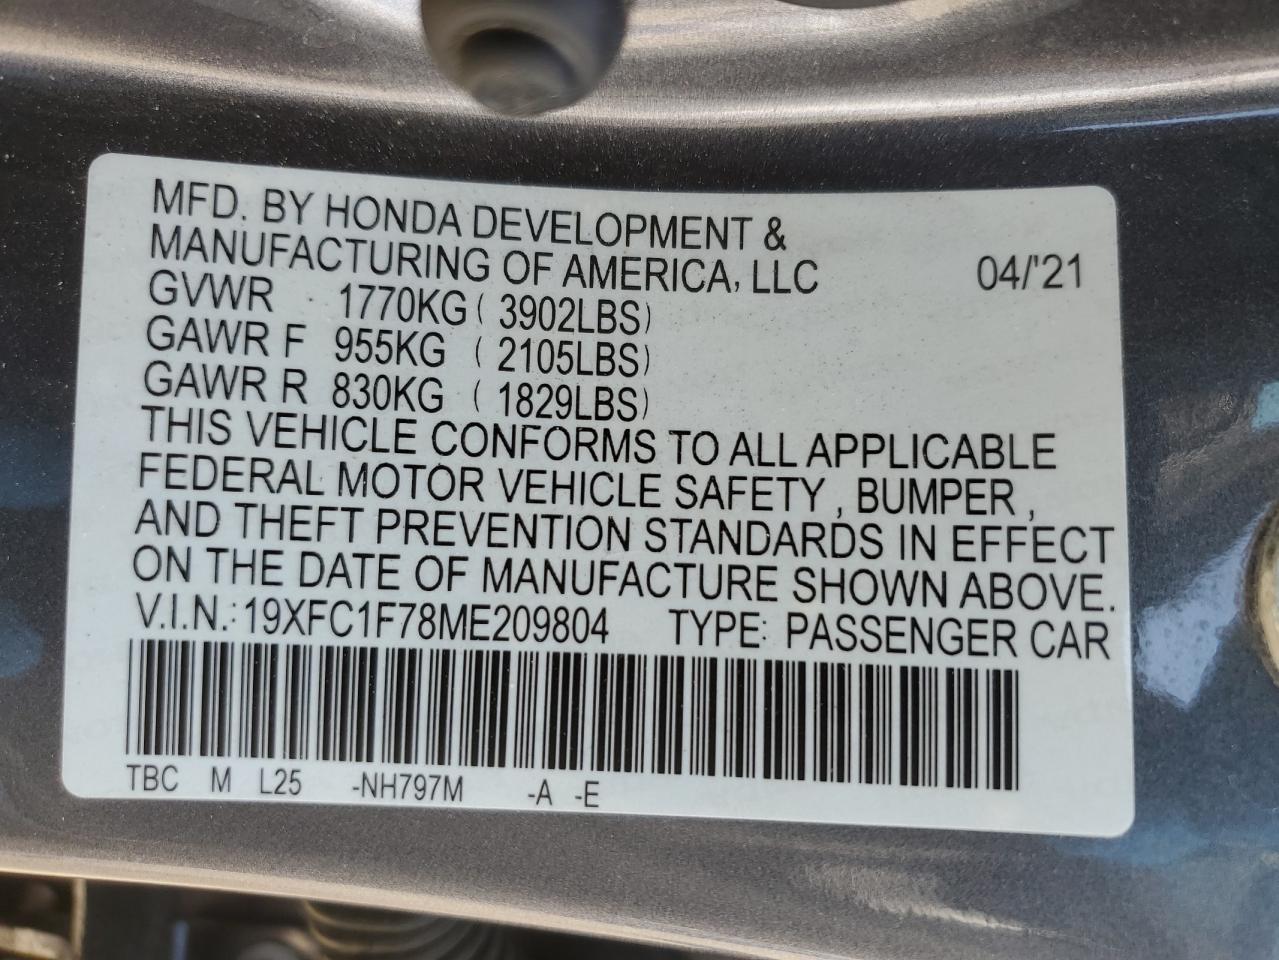 MFD. BY HONDA DEVELOPMENT &
MANUFACTURING OF AMERICA, LLC 04/'21
GVWR 1770KG ( 3902LBS)
GAWR F 955KG ( 2105LBS)
GAWR R 830KG ( 1829LBS)
THIS VEHICLE CONFORMS TO ALL APPLICABLE
FEDERAL MOTOR VEHICLE SAFETY , BUMPER ,
AND THEFT PREVENTION STANDARDS IN EFFECT
ON THE DATE OF MANUFACTURE SHOWN ABOVE.
V.I.N.: 19XFC1F78ME209804 TYPE: PASSENGER CAR
TBC M L25 -NH797M -A -E